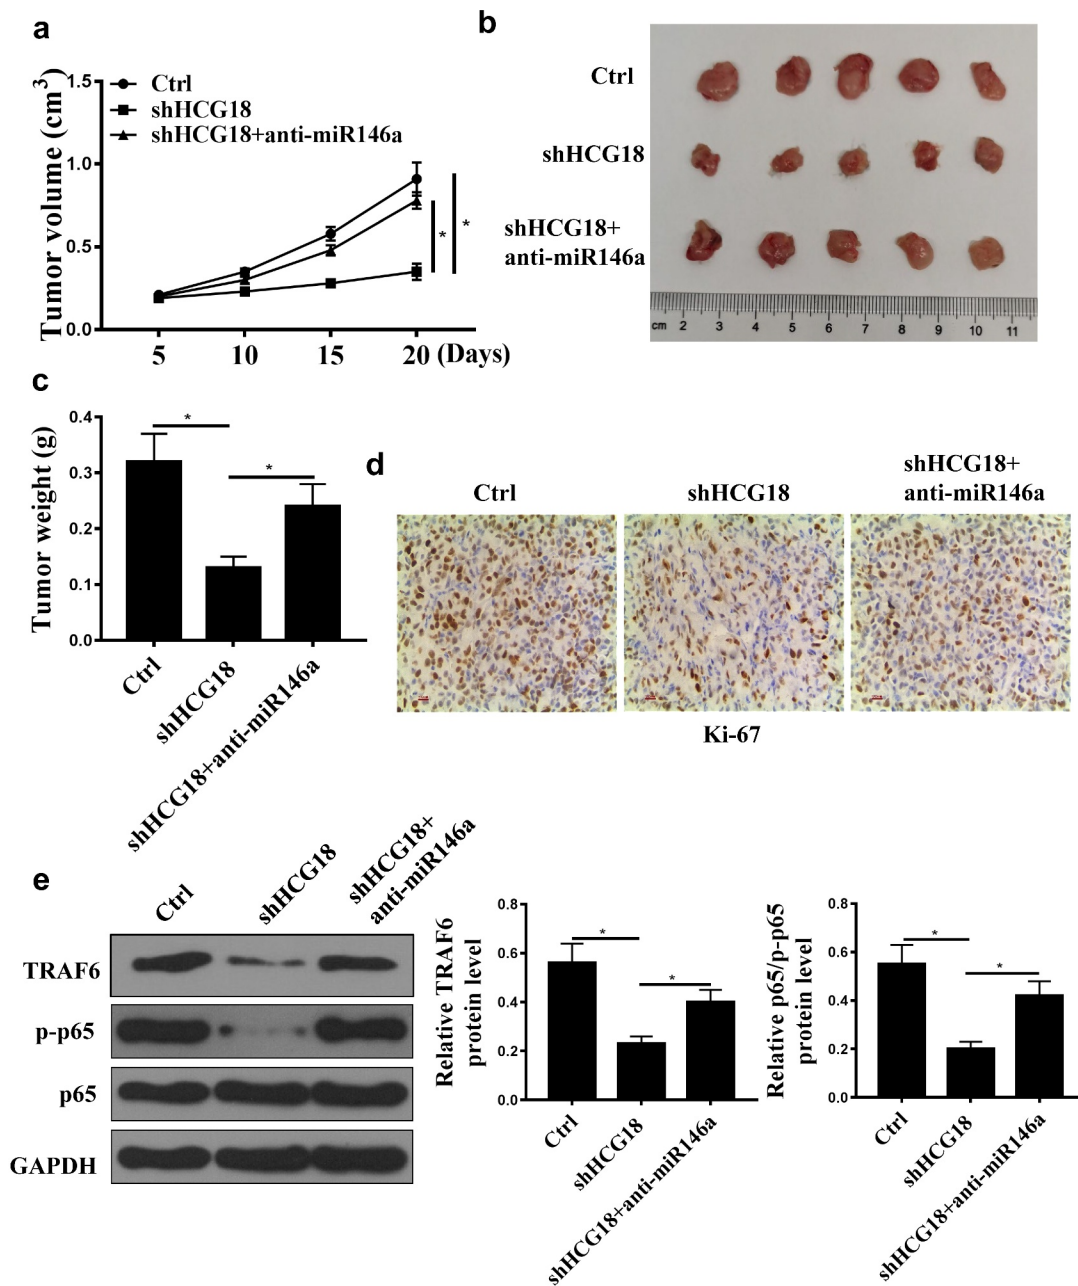 a
Tumor volume (cm3)
1.5
1.0
0.5
0.0
Ctrl
shHCG18
shHCG18+anti-miR146a
*
*
5 10 15 20 (Days)
b
Ctrl
shHCG18
shHCG18+
anti-miR146a
cm 2 3 4 5 6 7 8 9 10 11
c
Tumor weight (g)
0.4
0.3
0.2
0.1
0.0
*
*
Ctrl
shHCG18
shHCG18+anti-miR146a
d
Ctrl
shHCG18
shHCG18+
anti-miR146a
Ki-67
e
Ctrl
shHCG18
shHCG18+
anti-miR146a
TRAF6
p-p65
p65
GAPDH
Relative TRAF6
protein level
0.8
0.6
0.4
0.2
0.0
*
*
Ctrl
shHCG18
shHCG18+anti-miR146a
Relative p65/p-p65
protein level
0.8
0.6
0.4
0.2
0.0
*
*
Ctrl
shHCG18
shHCG18+anti-miR146a